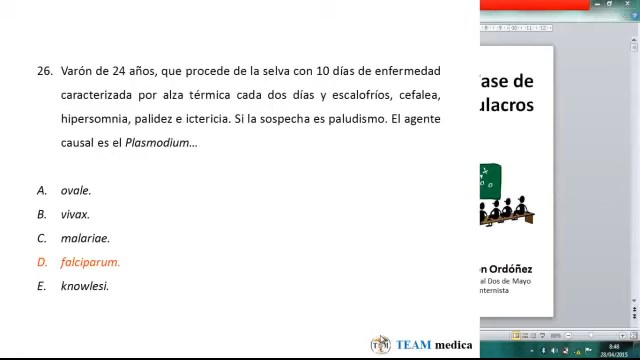 26. Varón de 24 años, que procede de la selva con 10 días de enfermedad
caracterizada por alza térmica cada dos días y escalofríos, cefalea,
hipersomnia, palidez e ictericia. Si la sospecha es paludismo. El agente
causal es el Plasmodium...
A. ovale.
B. vivax.
C. malariae.
D. falciparum.
E. knowlesi.
TEAM medica
ase de
ulacros
on Ordóñez
al Dos de Mayo
nternista
8:48
28/04/2015